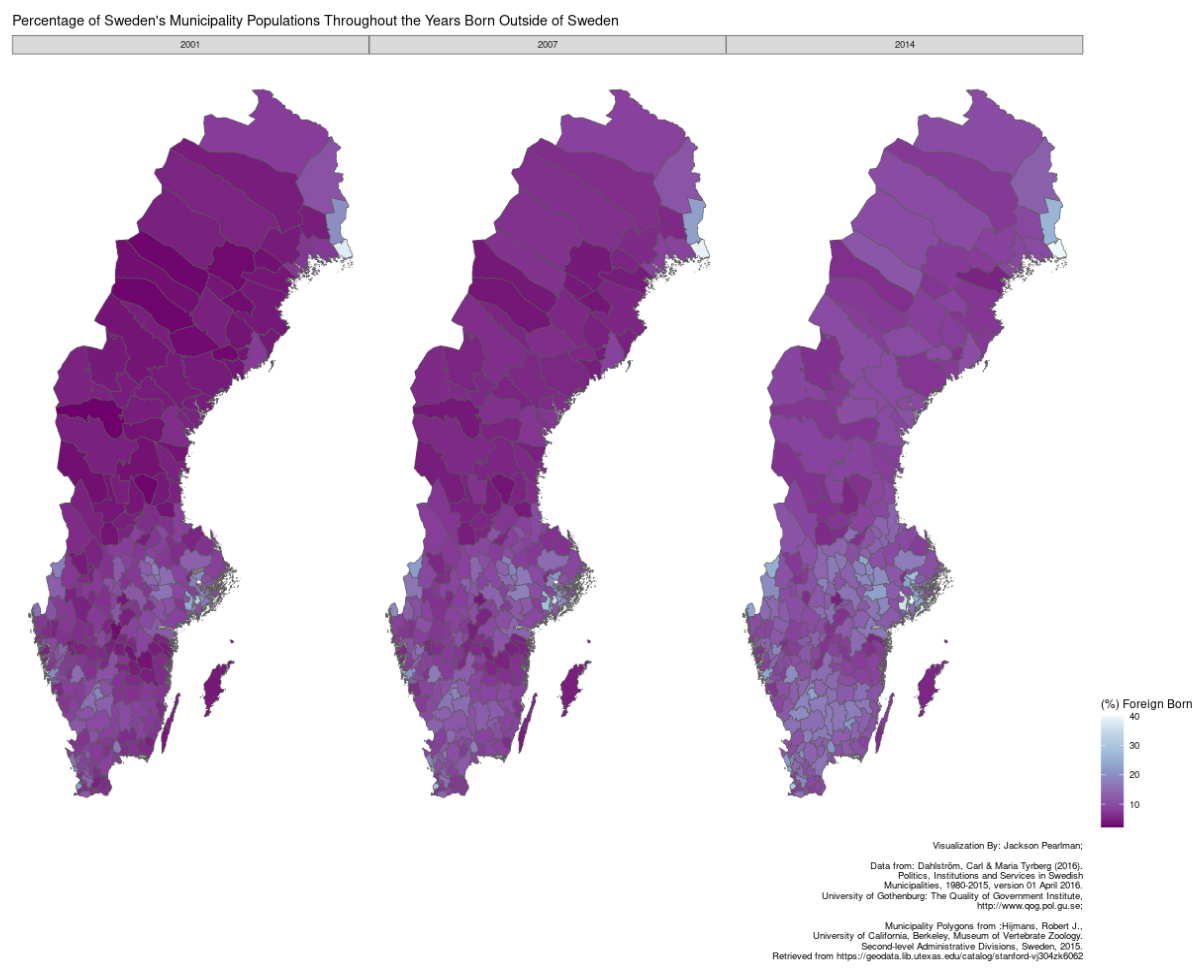 Percentage of Sweden's Municipality Populations Throughout the Years Born Outside of Sweden
2001
2007
2014
(%) Foreign Born
40
30
20
10
Visualization By: Jackson Pearlman;
Data from: Dahlström, Carl & Maria Tyrberg (2016).
Politics, Institutions and Services in Swedish
Municipalities, 1980-2015, version 01 April 2016.
University of Gothenburg: The Quality of Government Institute,
http://www.qog.pol.gu.se;
Municipality Polygons from :Hijmans, Robert J.,
University of California, Berkeley, Museum of Vertebrate Zoology.
Second-level Administrative Divisions, Sweden, 2015.
Retrieved from https://geodata.lib.utexas.edu/catalog/stanford-vj304zk6062